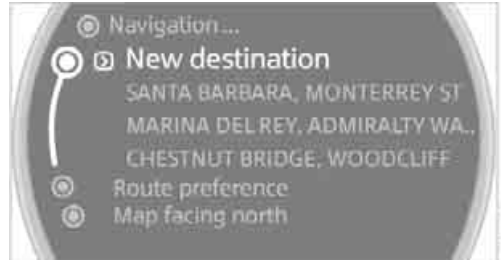 Navigation...
New destination
SANTA BARBARA, MONTERREY ST
MARINA DEL REY, ADMIRALTY WA..
CHESTNUT BRIDGE, WOODCLIFF
Route preference
Map facing north